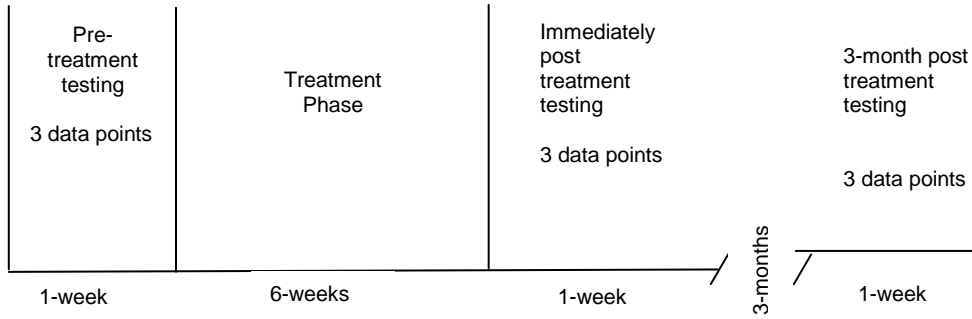 Pre-
treatment
testing
3 data points
Treatment
Phase
Immediately
post
treatment
testing
3 data points
3-month post
treatment
testing
3 data points
1-week
6-weeks
1-week
3-months
1-week